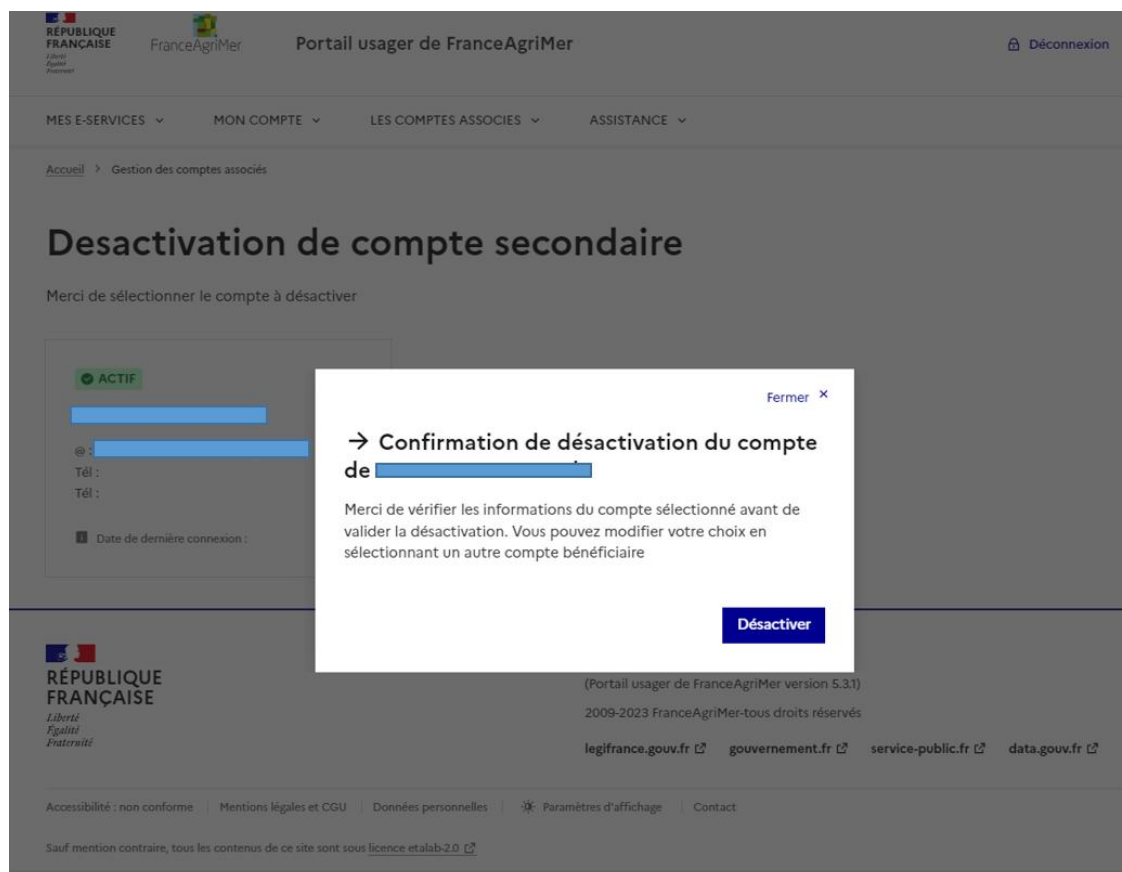 RÉPUBLIQUE
FRANÇAISE
Liberté
Égalité
Fraternité
FranceAgriMer
Portail usager de FranceAgriMer
Déconnexion
MES E-SERVICES
MON COMPTE
LES COMPTES ASSOCIES
ASSISTANCE
Accueil > Gestion des comptes associés
Desactivation de compte secondaire
Merci de sélectionner le compte à désactiver
ACTIF
@ :
Tél :
Tél :
Date de dernière connexion :
Fermer ×
→ Confirmation de désactivation du compte
de
Merci de vérifier les informations du compte sélectionné avant de
valider la désactivation. Vous pouvez modifier votre choix en
sélectionnant un autre compte bénéficiaire
Désactiver
RÉPUBLIQUE
FRANÇAISE
Liberté
Égalité
Fraternité
(Portail usager de FranceAgriMer version 5.3.1)
2009-2023 FranceAgriMer-tous droits réservés
legifrance.gouv.fr gouvernement.fr service-public.fr data.gouv.fr
Accessibilité : non conforme | Mentions légales et CGU | Données personnelles | Paramètres d'affichage | Contact
Sauf mention contraire, tous les contenus de ce site sont sous licence etalab-2.0